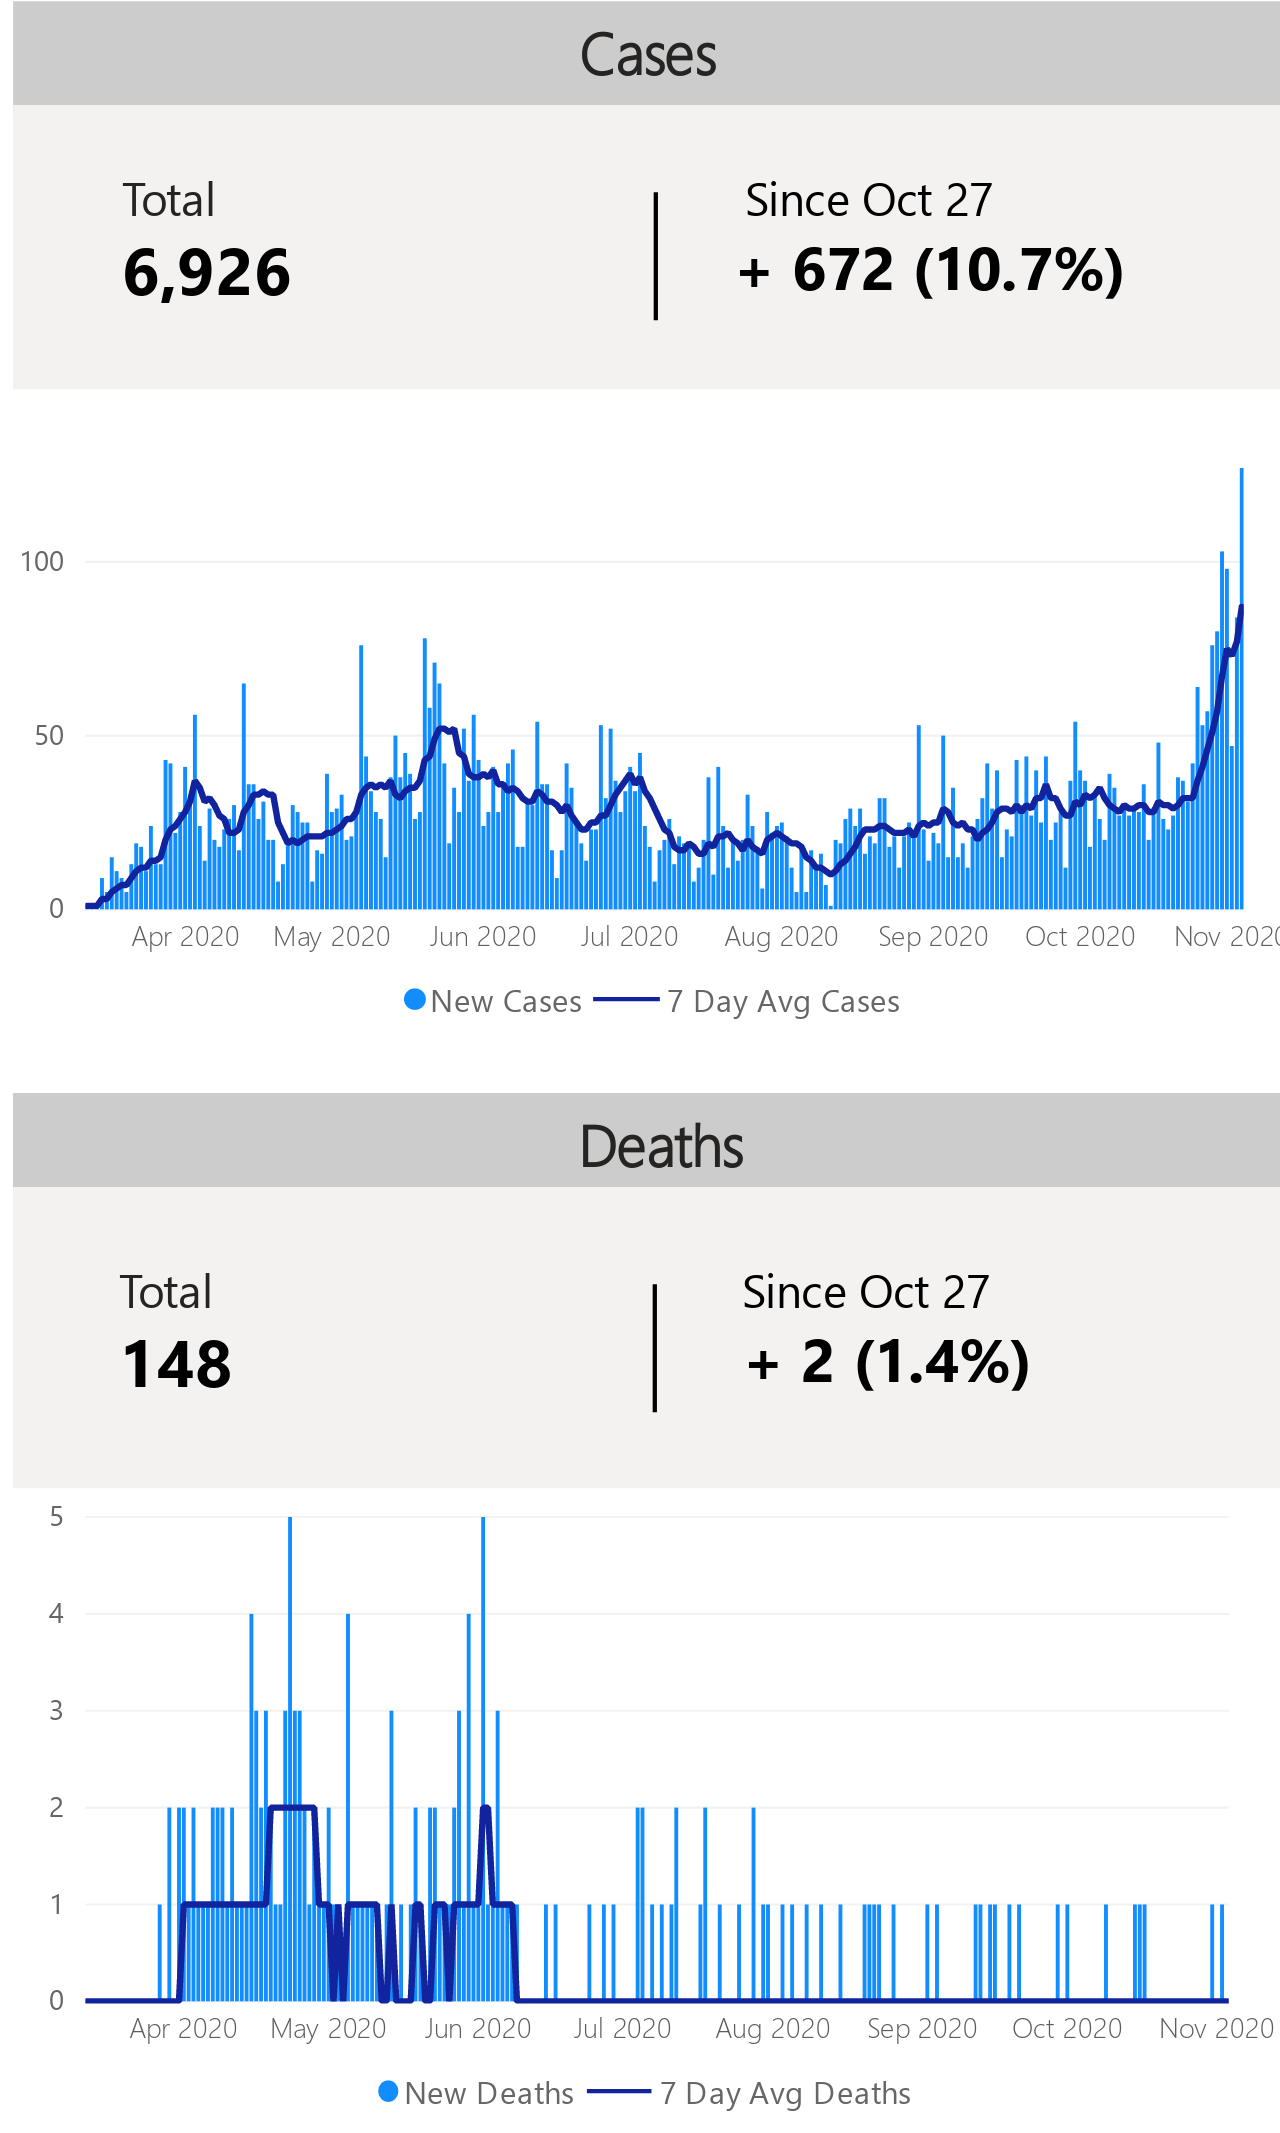 Cases
Total
Since Oct 27
6,926
+ 672 (10.7%)
100
50
0
Apr 2020 May 2020 Jun 2020 Jul 2020 Aug 2020 Sep 2020 Oct 2020 Nov 2020
New Cases 7 Day Avg Cases
Deaths
Total
Since Oct 27
148
+ 2 (1.4%)
5
4
3
2
1
0
Apr 2020 May 2020 Jun 2020 Jul 2020 Aug 2020 Sep 2020 Oct 2020 Nov 2020
New Deaths 7 Day Avg Deaths